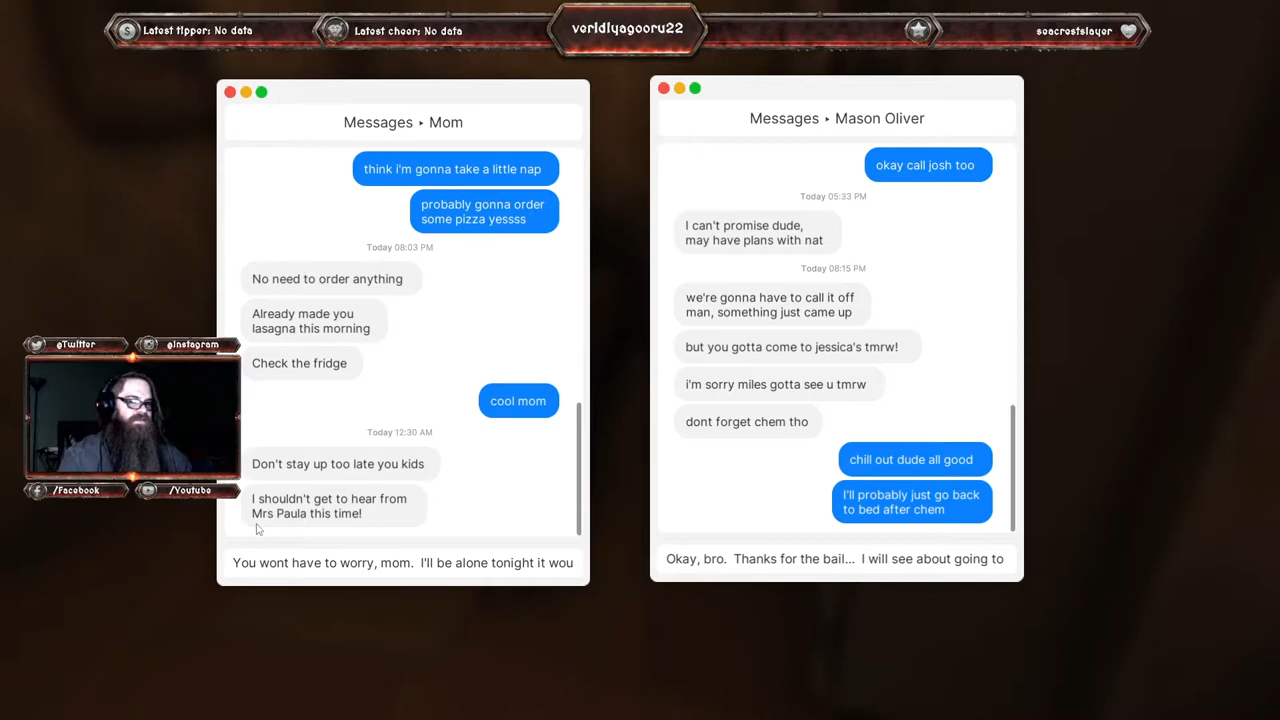 Latest tipper: No data
Latest cheer: No data
veridiyagooru22
seacrestslayer
Messages ▸ Mom
think i'm gonna take a little nap
probably gonna order
some pizza yessss
Today 08:03 PM
No need to order anything
Already made you
lasagna this morning
Check the fridge
cool mom
Today 12:30 AM
Don't stay up too late you kids
I shouldn't get to hear from
Mrs Paula this time!
You wont have to worry, mom.  I'll be alone tonight it wou
Messages ▸ Mason Oliver
okay call josh too
Today 05:33 PM
I can't promise dude,
may have plans with nat
Today 08:15 PM
we're gonna have to call it off
man, something just came up
but you gotta come to jessica's tmrw!
i'm sorry miles gotta see u tmrw
dont forget chem tho
chill out dude all good
I'll probably just go back
to bed after chem
Okay, bro.  Thanks for the bail...  I will see about going to
@Twitter
@Instagram
/Facebook
/Youtube